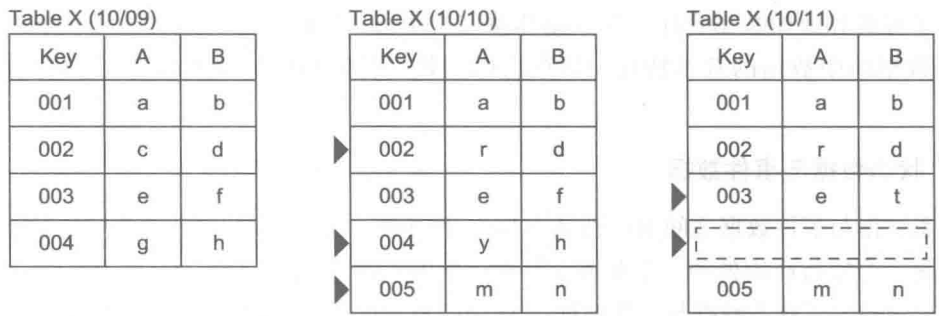 Table X (10/09)
Key A B
001 a b
002 c d
003 e f
004 g h
Table X (10/10)
Key A B
001 a b
002 r d
003 e f
004 y h
005 m n
Table X (10/11)
Key A B
001 a b
002 r d
003 e t
005 m n